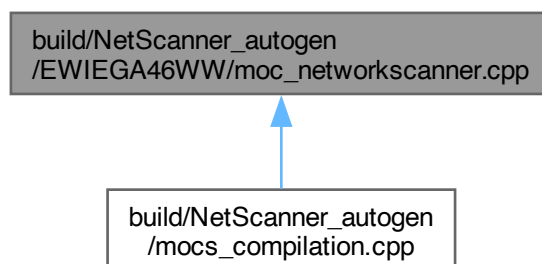 build/NetScanner_autogen
/EWIEGA46WW/moc_networkscanner.cpp
build/NetScanner_autogen
/mocs_compilation.cpp